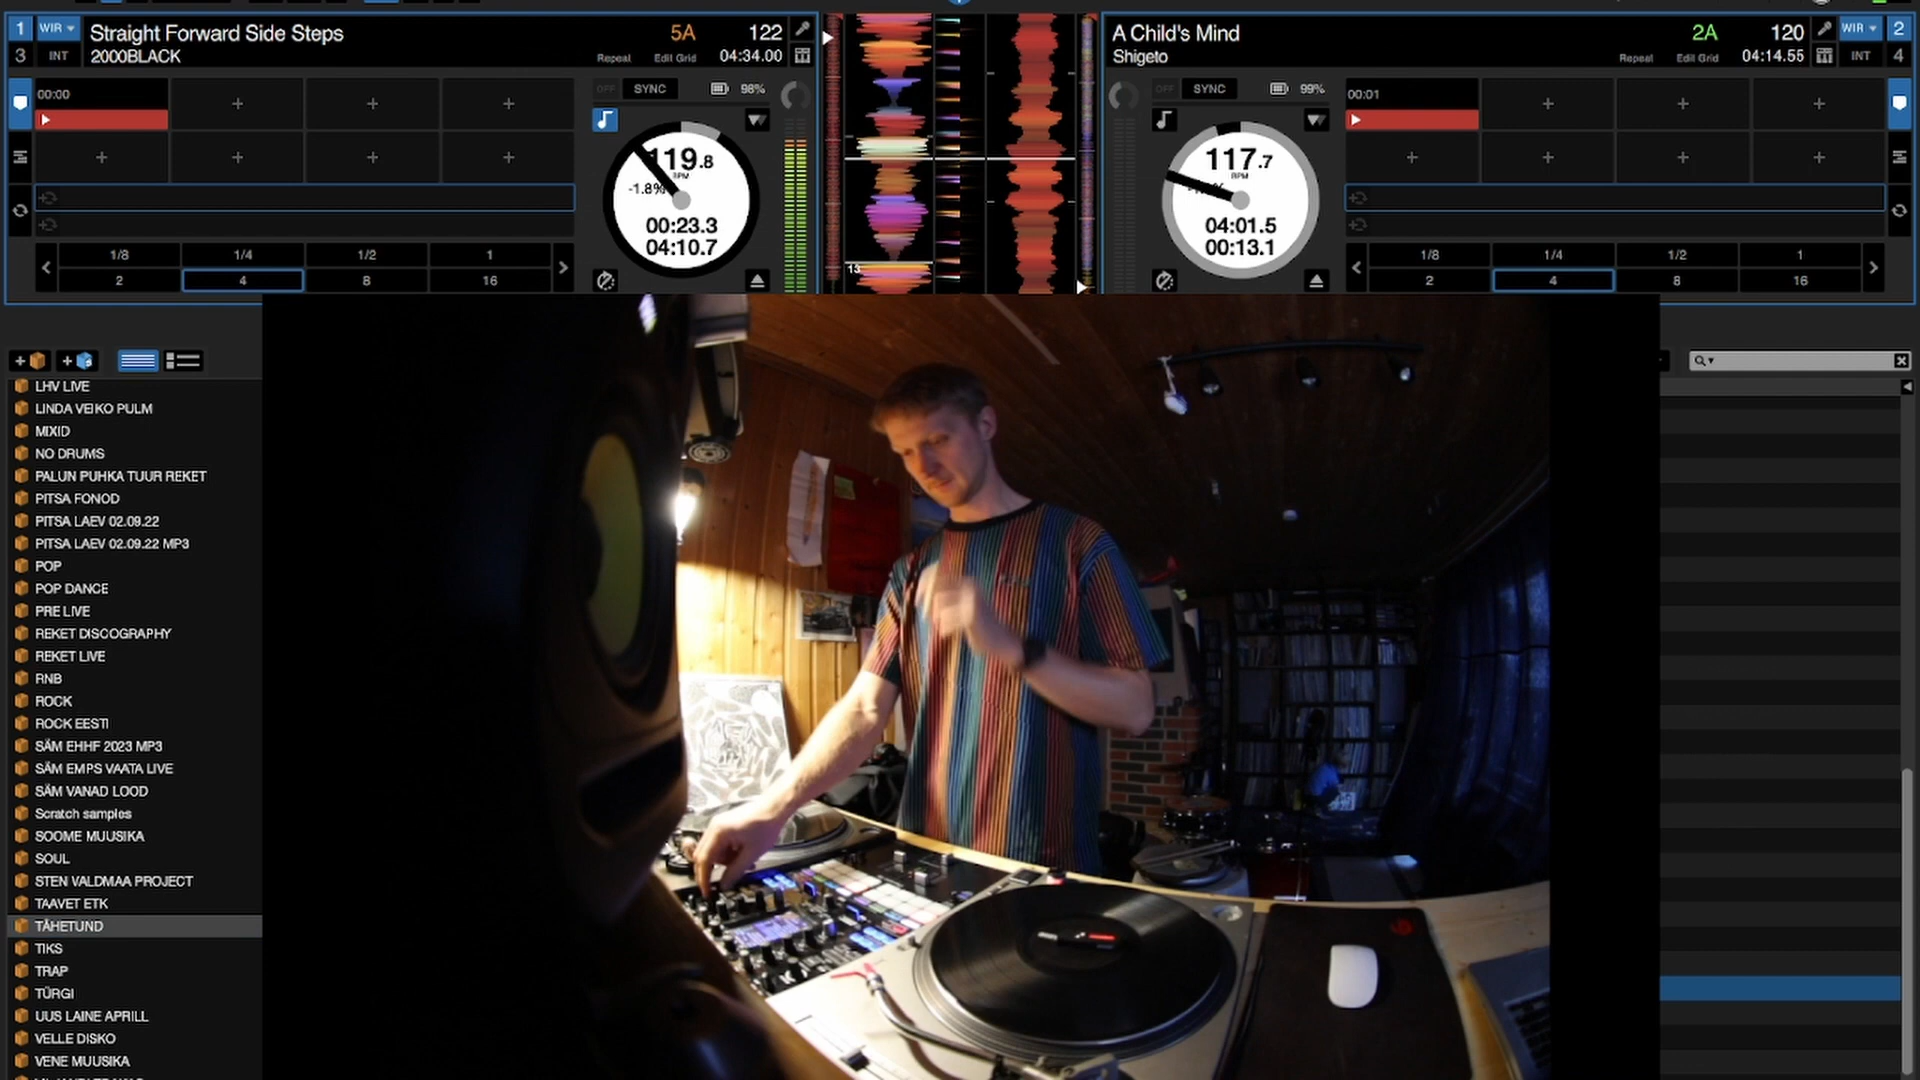 1 WIR Straight Forward Side Steps 5A 122
3 INT 2000BLACK Repeat Edit Grid 04:34.00
00:00
OFF SYNC 98%
119.8
BPM
-1.8%
00:23.3
04:10.7
1/8 1/4 1/2 1
2 4 8 16
13
A Child's Mind 2A 120 WIR 2
Shigeto Repeat Edit Grid 04:14.55 INT 4
OFF SYNC 99%
00:01
117.7
BPM
04:01.5
00:13.1
1/8 1/4 1/2 1
2 4 8 16
LHV LIVE
LINDA VEIKO PULM
MIXID
NO DRUMS
PALUN PUHKA TUUR REKET
PITSA FONOD
PITSA LAEV 02.09.22
PITSA LAEV 02.09.22 MP3
POP
POP DANCE
PRE LIVE
REKET DISCOGRAPHY
REKET LIVE
RNB
ROCK
ROCK EESTI
SÄM EHHF 2023 MP3
SÄM EMPS VAATA LIVE
SÄM VANAD LOOD
Scratch samples
SOOME MUUSIKA
SOUL
STEN VALDMAA PROJECT
TAAVET ETK
TÄHETUND
TIKS
TRAP
TÜRGI
UUS LAINE APRILL
VELLE DISKO
VENE MUUSIKA